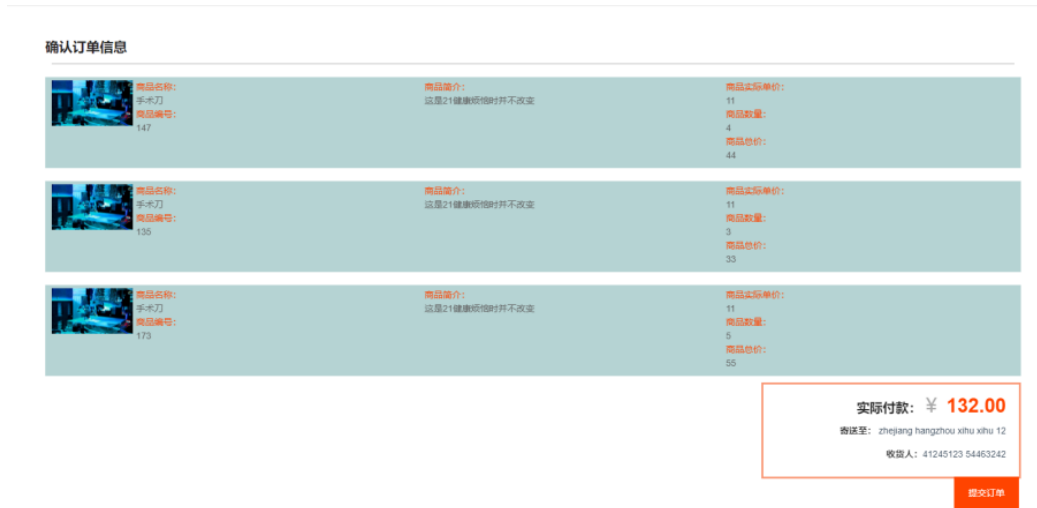 确认订单信息
商品名称：
手术刀
商品编号：
147
商品简介：
这是21健康烦恼时并不改变
商品实际单价：
11
商品数量：
4
商品总价：
44
商品名称：
手术刀
商品编号：
135
商品简介：
这是21健康烦恼时并不改变
商品实际单价：
11
商品数量：
3
商品总价：
33
商品名称：
手术刀
商品编号：
173
商品简介：
这是21健康烦恼时并不改变
商品实际单价：
11
商品数量：
5
商品总价：
55
实际付款： ￥ 132.00
寄送至： zhejiang hangzhou xihu xihu 12
收货人： 41245123 54463242
提交订单